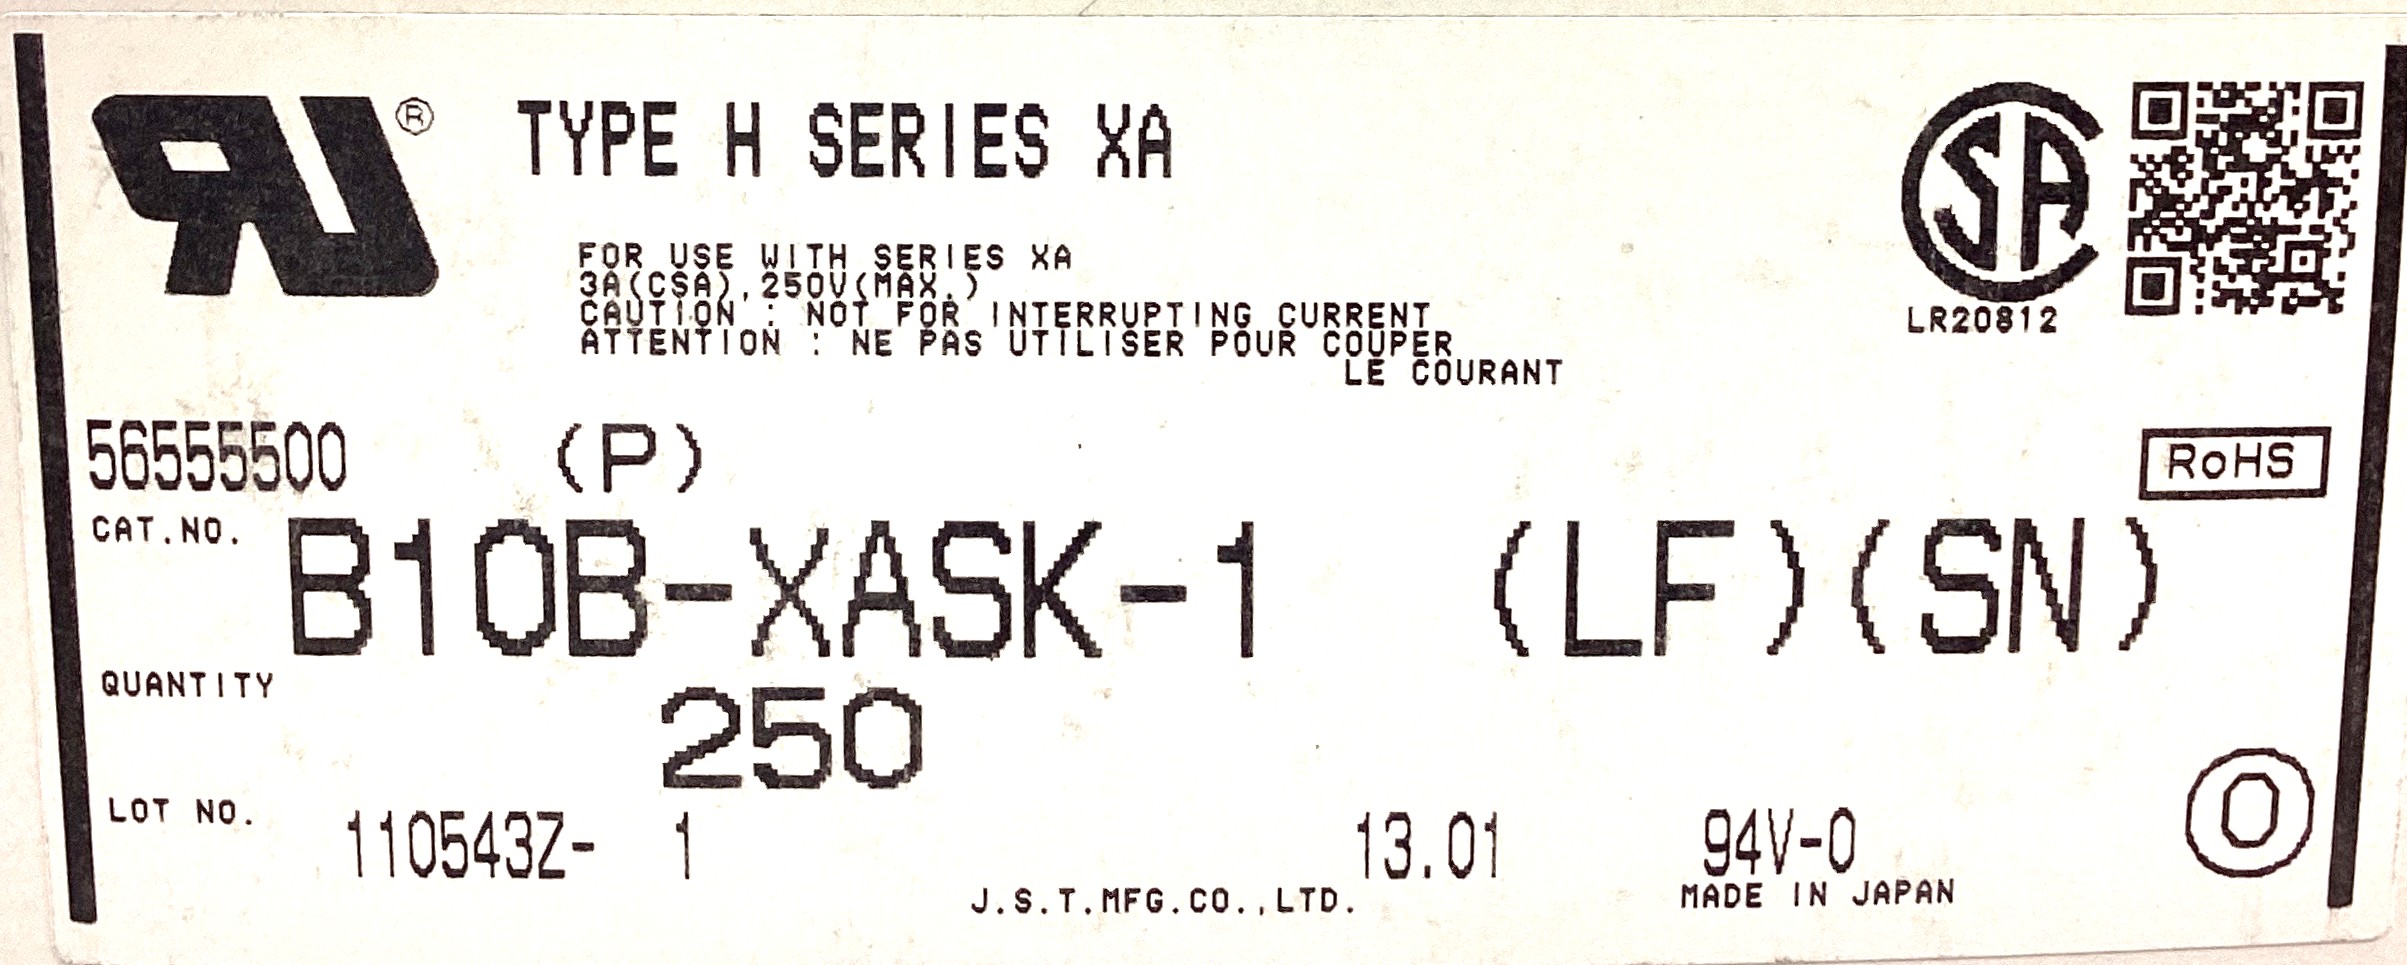 RU® TYPE H SERIES XA
FOR USE WITH SERIES XA
3A(CSA),250V(MAX.)
CAUTION : NOT FOR INTERRUPTING CURRENT
ATTENTION : NE PAS UTILISER POUR COUPER
LE COURANT
SA
LR20812
56555500 (P)
RoHS
CAT.NO. B10B-XASK-1 (LF)(SN)
QUANTITY 250
LOT NO. 110543Z- 1 13.01 94V-0 O
J.S.T.MFG.CO.,LTD. MADE IN JAPAN